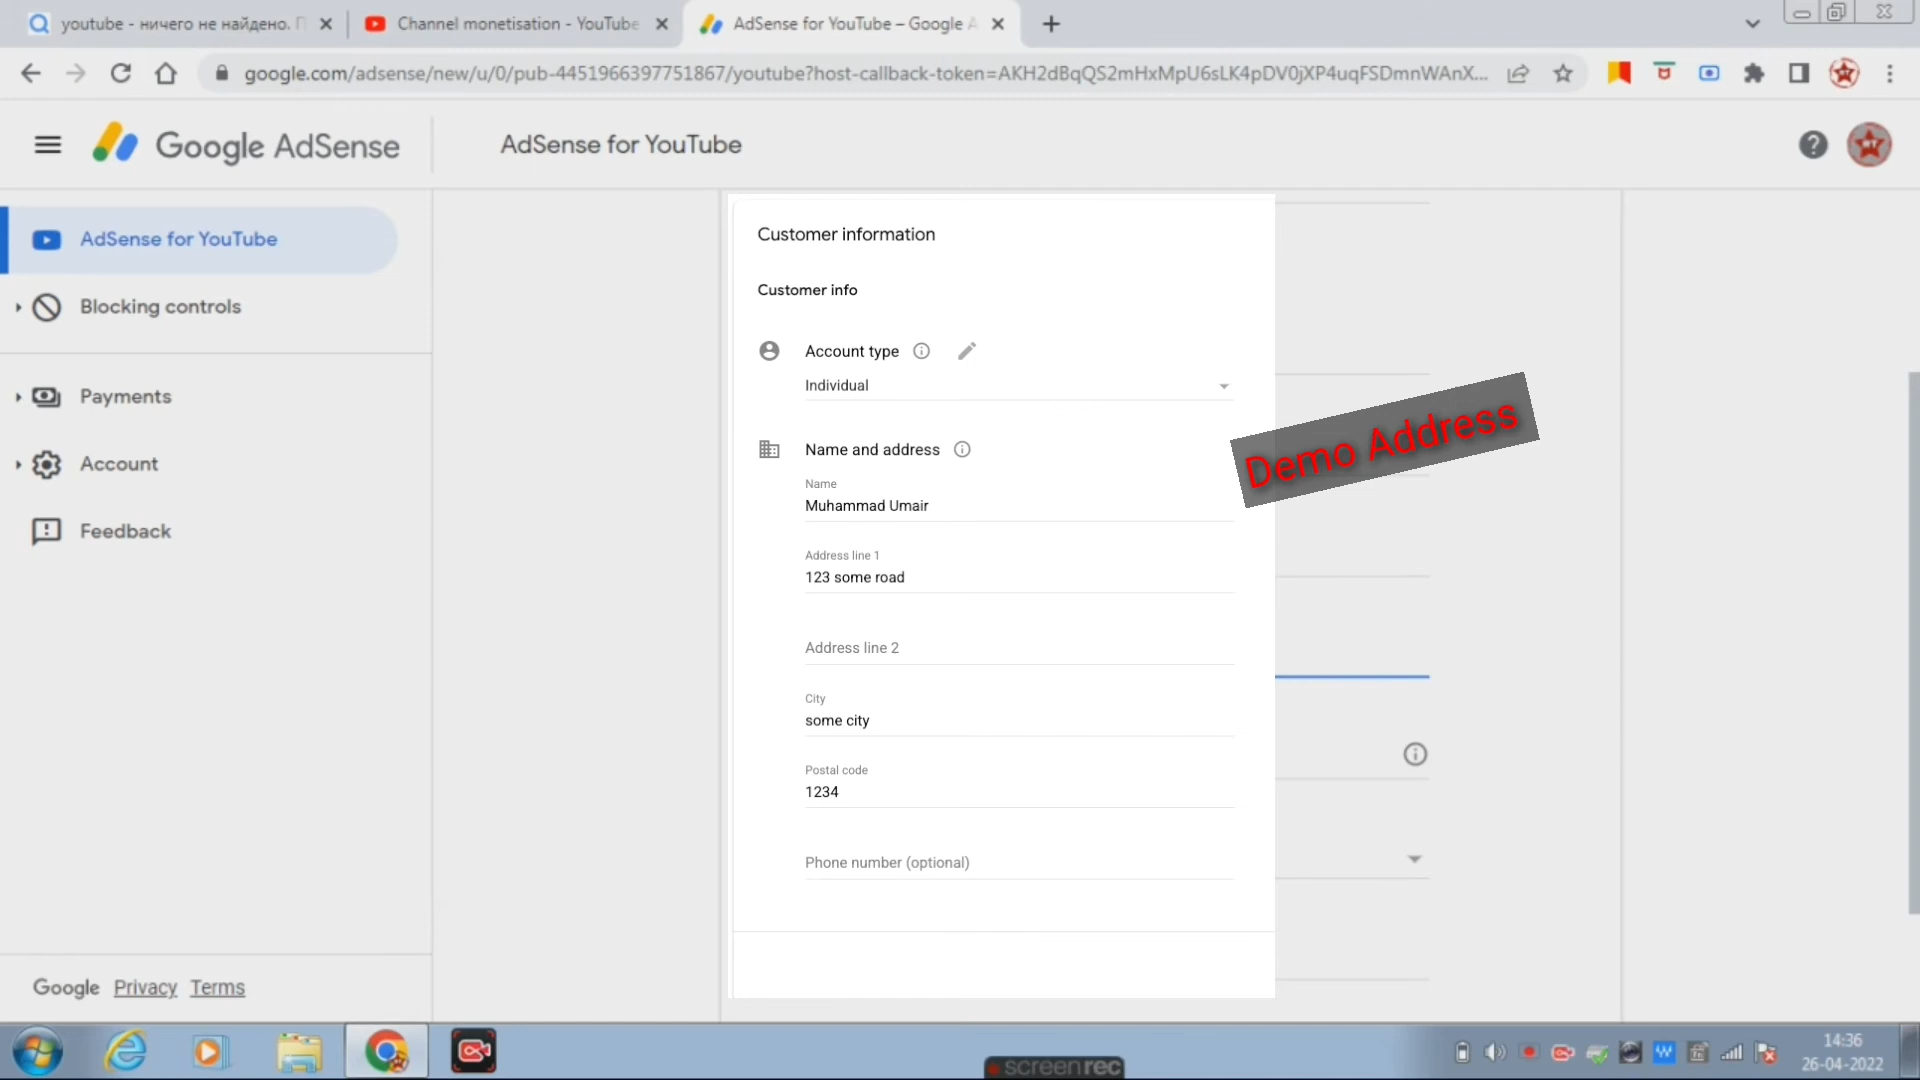 youtube - ничего не найдено. П
Channel monetisation - YouTube
AdSense for YouTube – Google A
google.com/adsense/new/u/0/pub-4451966397751867/youtube?host-callback-token=AKH2dBqQS2mHxMpU6sLK4pDV0jXP4uqFSDmnWAnX...
Google AdSense
AdSense for YouTube
AdSense for YouTube
Blocking controls
Payments
Account
Feedback
Customer information
Customer info
Account type
Individual
Name and address
Name
Muhammad Umair
Address line 1
123 some road
Address line 2
City
some city
Postal code
1234
Phone number (optional)
Demo Address
Google Privacy Terms
screenrec
14:36
26-04-2022